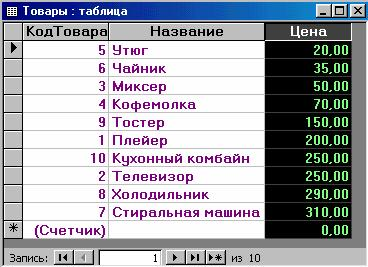 Товары : таблица
КодТовара Название Цена
5 Утюг 20,00
6 Чайник 35,00
3 Миксер 50,00
4 Кофемолка 70,00
9 Тостер 150,00
1 Плейер 200,00
10 Кухонный комбайн 250,00
2 Телевизор 250,00
8 Холодильник 290,00
7 Стиральная машина 310,00
(Счетчик) 0,00
Запись: 1 из 10